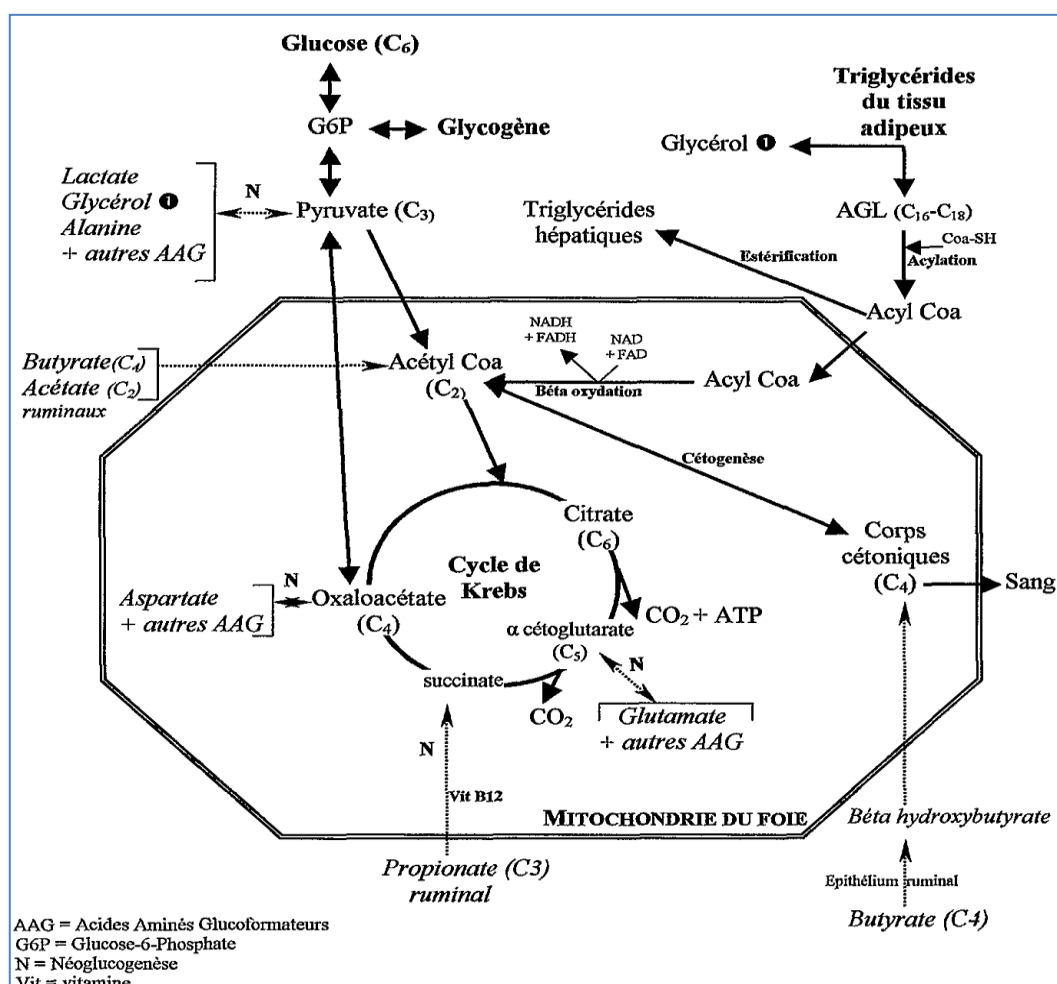 Glucose (C6)
G6P
Glycogène
Triglycérides
du tissu
adipeux
Glycérol ❶
Lactate
Glycérol ❶
Alanine
+ autres AAG
N
Pyruvate (C3)
Triglycérides
hépatiques
AGL (C16-C18)
Coa-SH
Acylation
Estérification
Acyl Coa
NADH
+ FADH
NAD
+ FAD
Butyrate(C4)
Acétate (C2)
ruminaux
Acétyl Coa
(C2)
Béta oxydation
Acyl Coa
Cétogenèse
Citrate
(C6)
Corps
cétoniques
(C4)
Sang
Cycle de
Krebs
Aspartate
+ autres AAG
N
Oxaloacétate
(C4)
CO2 + ATP
α cétoglutarate
(C5)
N
succinate
CO2
Glutamate
+ autres AAG
N
Vit B12
MITOCHONDRIE DU FOIE
Béta hydroxybutyrate
Propionate (C3)
ruminal
Epithélium ruminal
Butyrate (C4)
AAG = Acides Aminés Glucoformateurs
G6P = Glucose-6-Phosphate
N = Néoglucogenèse
Vit = vitamine